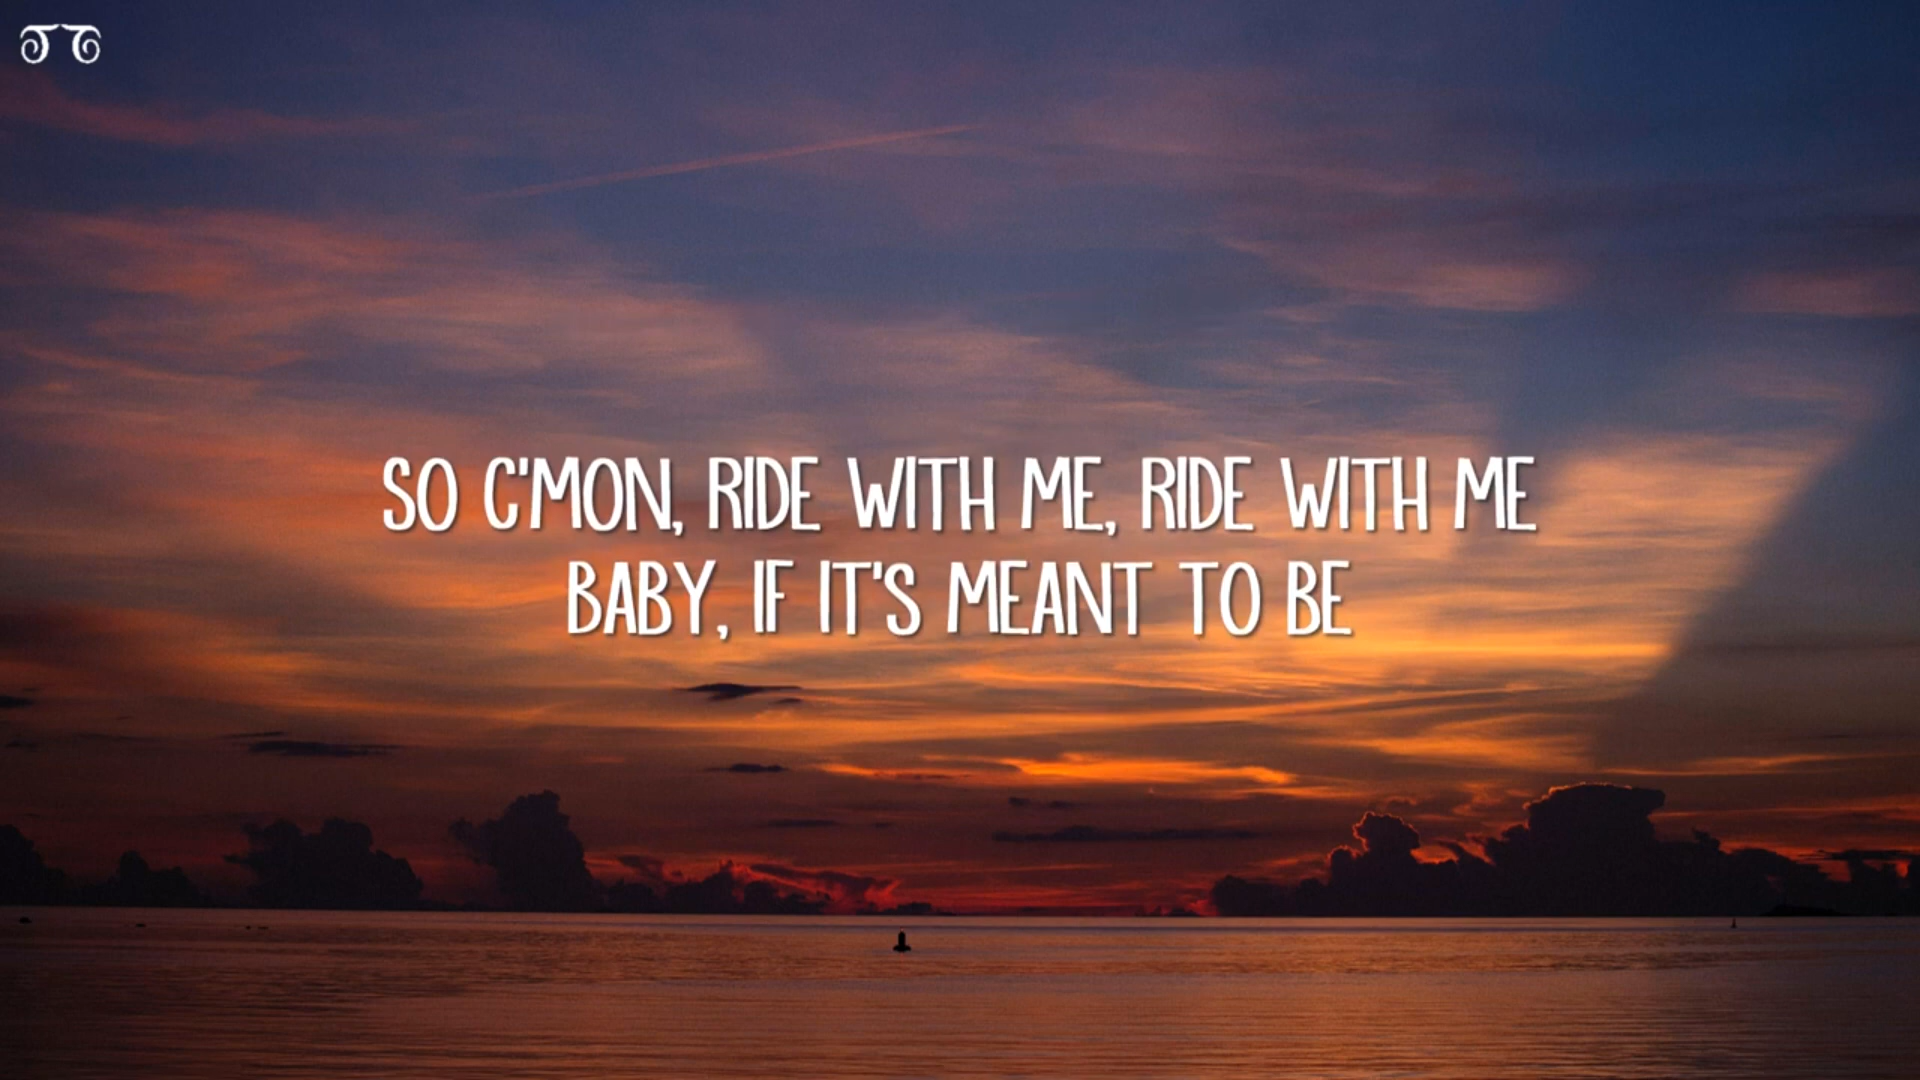 SO C'MON, RIDE WITH ME, RIDE WITH ME
BABY, IF IT'S MEANT TO BE